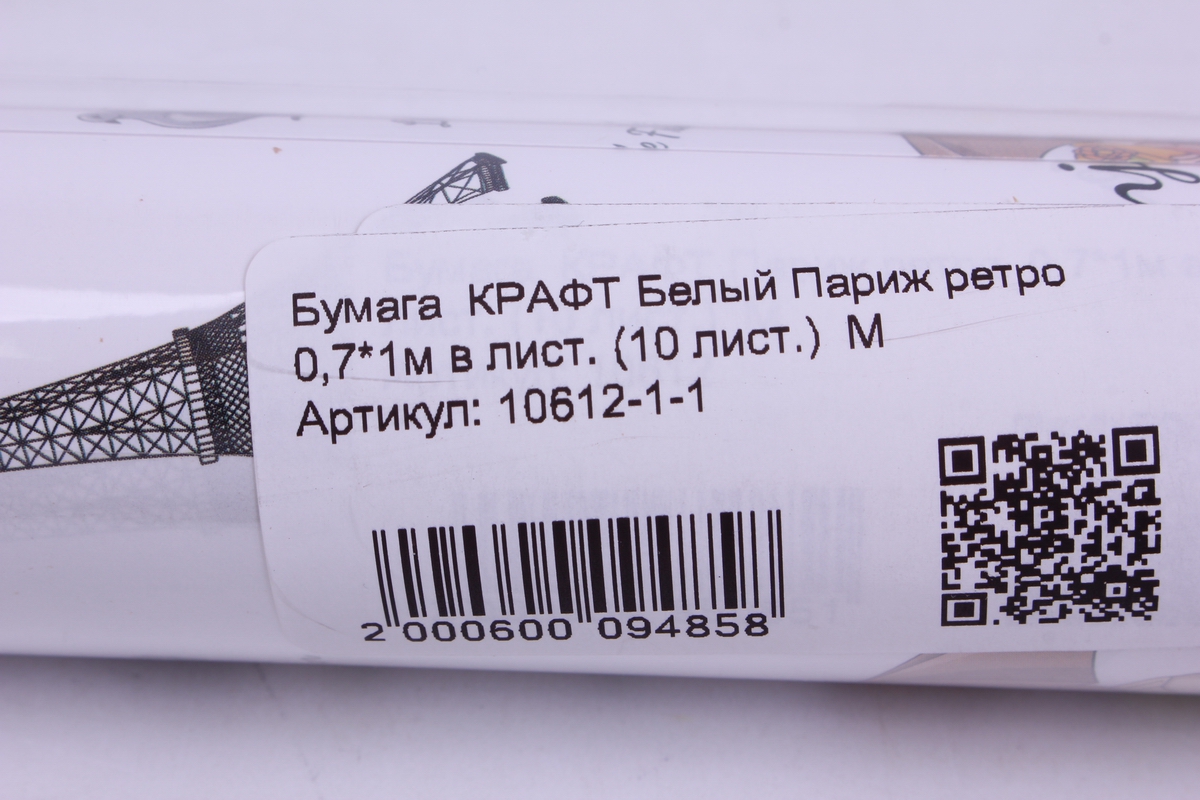 Бумага КРАФТ Белый Париж ретро
0,7*1м в лист. (10 лист.) М
Артикул: 10612-1-1
2 000600 094858